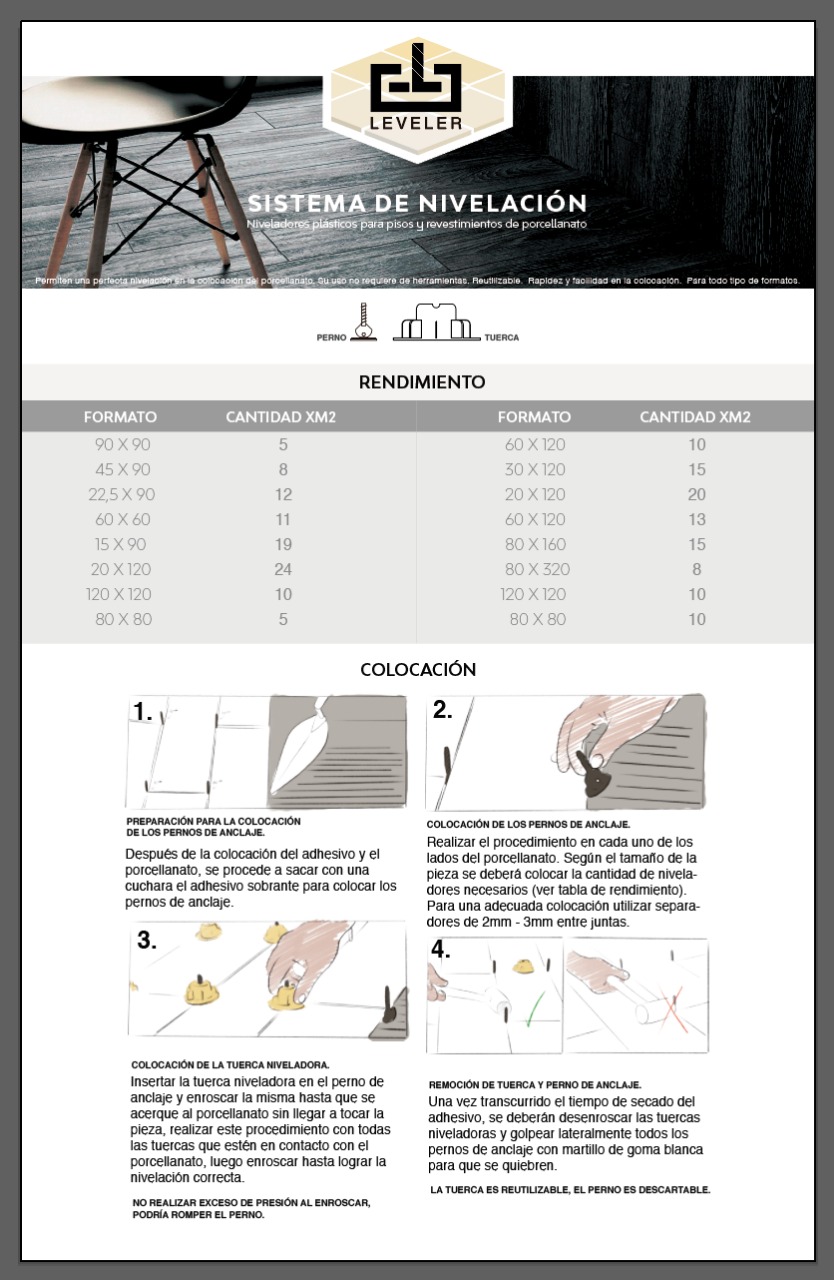 LEVELER
SISTEMA DE NIVELACIÓN
Niveladores plásticos para pisos y revestimientos de porcellanato
Permiten una perfecta nivelación en la colocación del porcellanato. Su uso no requiere de herramientas. Reutilizable. Rapidez y facilidad en la colocación. Para todo tipo de formatos.
PERNO TUERCA
RENDIMIENTO
FORMATO CANTIDAD XM2 FORMATO CANTIDAD XM2
90 X 90 5 60 X 120 10
45 X 90 8 30 X 120 15
22,5 X 90 12 20 X 120 20
60 X 60 11 60 X 120 13
15 X 90 19 80 X 160 15
20 X 120 24 80 X 320 8
120 X 120 10 120 X 120 10
80 X 80 5 80 X 80 10
COLOCACIÓN
1.
PREPARACIÓN PARA LA COLOCACIÓN
DE LOS PERNOS DE ANCLAJE.
Después de la colocación del adhesivo y el
porcellanato, se procede a sacar con una
cuchara el adhesivo sobrante para colocar los
pernos de anclaje.
2.
COLOCACIÓN DE LOS PERNOS DE ANCLAJE.
Realizar el procedimiento en cada uno de los
lados del porcellanato. Según el tamaño de la
pieza se deberá colocar la cantidad de nivela-
dores necesarios (ver tabla de rendimiento).
Para una adecuada colocación utilizar separa-
dores de 2mm - 3mm entre juntas.
3.
COLOCACIÓN DE LA TUERCA NIVELADORA.
Insertar la tuerca niveladora en el perno de
anclaje y enroscar la misma hasta que se
acerque al porcellanato sin llegar a tocar la
pieza, realizar este procedimiento con todas
las tuercas que estén en contacto con el
porcellanato, luego enroscar hasta lograr la
nivelación correcta.
NO REALIZAR EXCESO DE PRESIÓN AL ENROSCAR,
PODRÍA ROMPER EL PERNO.
4.
REMOCIÓN DE TUERCA Y PERNO DE ANCLAJE.
Una vez transcurrido el tiempo de secado del
adhesivo, se deberán desenroscar las tuercas
niveladoras y golpear lateralmente todos los
pernos de anclaje con martillo de goma blanca
para que se quiebren.
LA TUERCA ES REUTILIZABLE, EL PERNO ES DESCARTABLE.